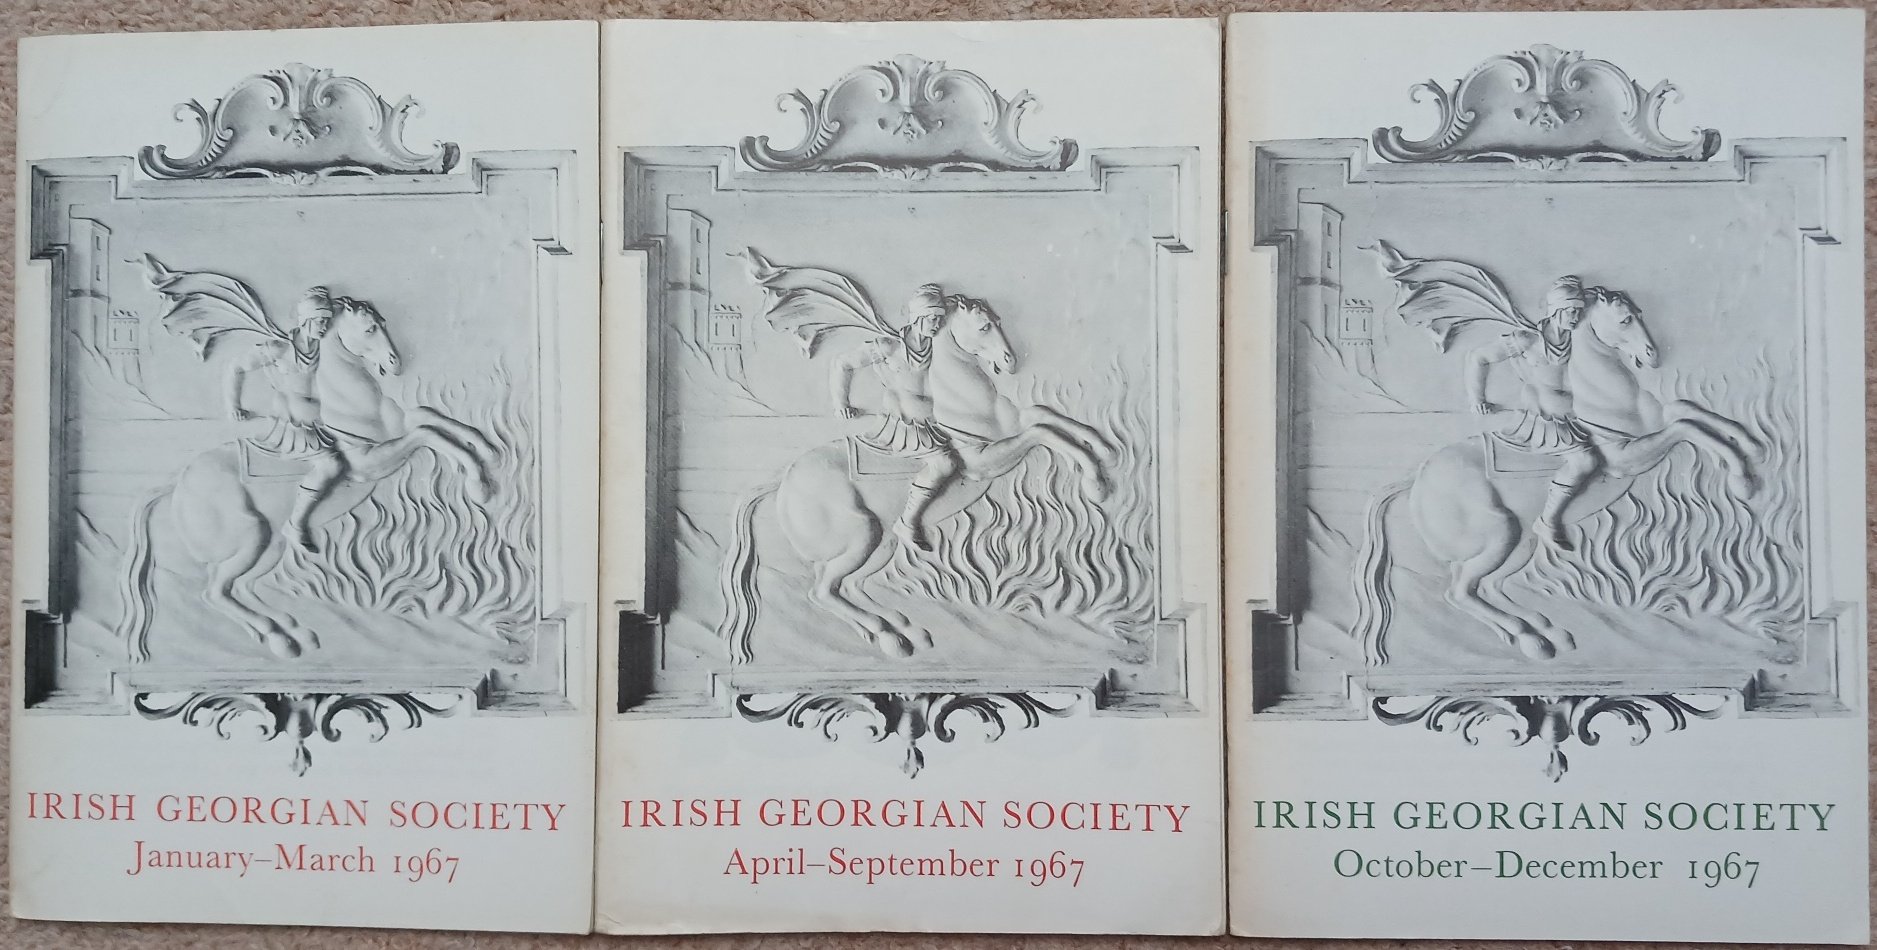 IRISH GEORGIAN SOCIETY
January–March 1967
IRISH GEORGIAN SOCIETY
April–September 1967
IRISH GEORGIAN SOCIETY
October–December 1967